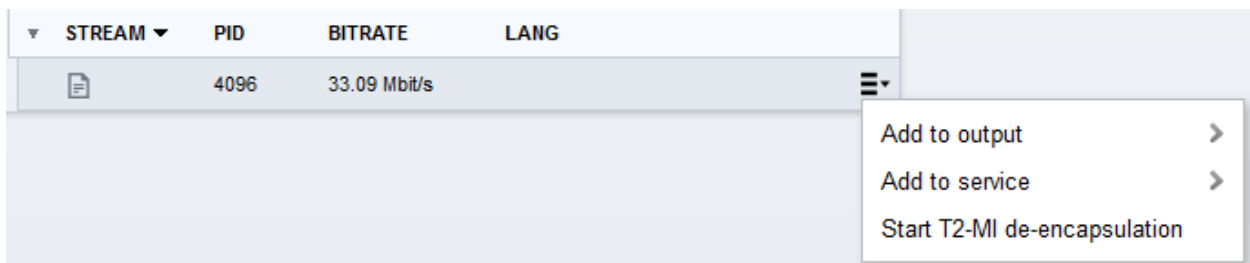 STREAM PID BITRATE LANG
4096 33.09 Mbit/s
Add to output
Add to service
Start T2-MI de-encapsulation